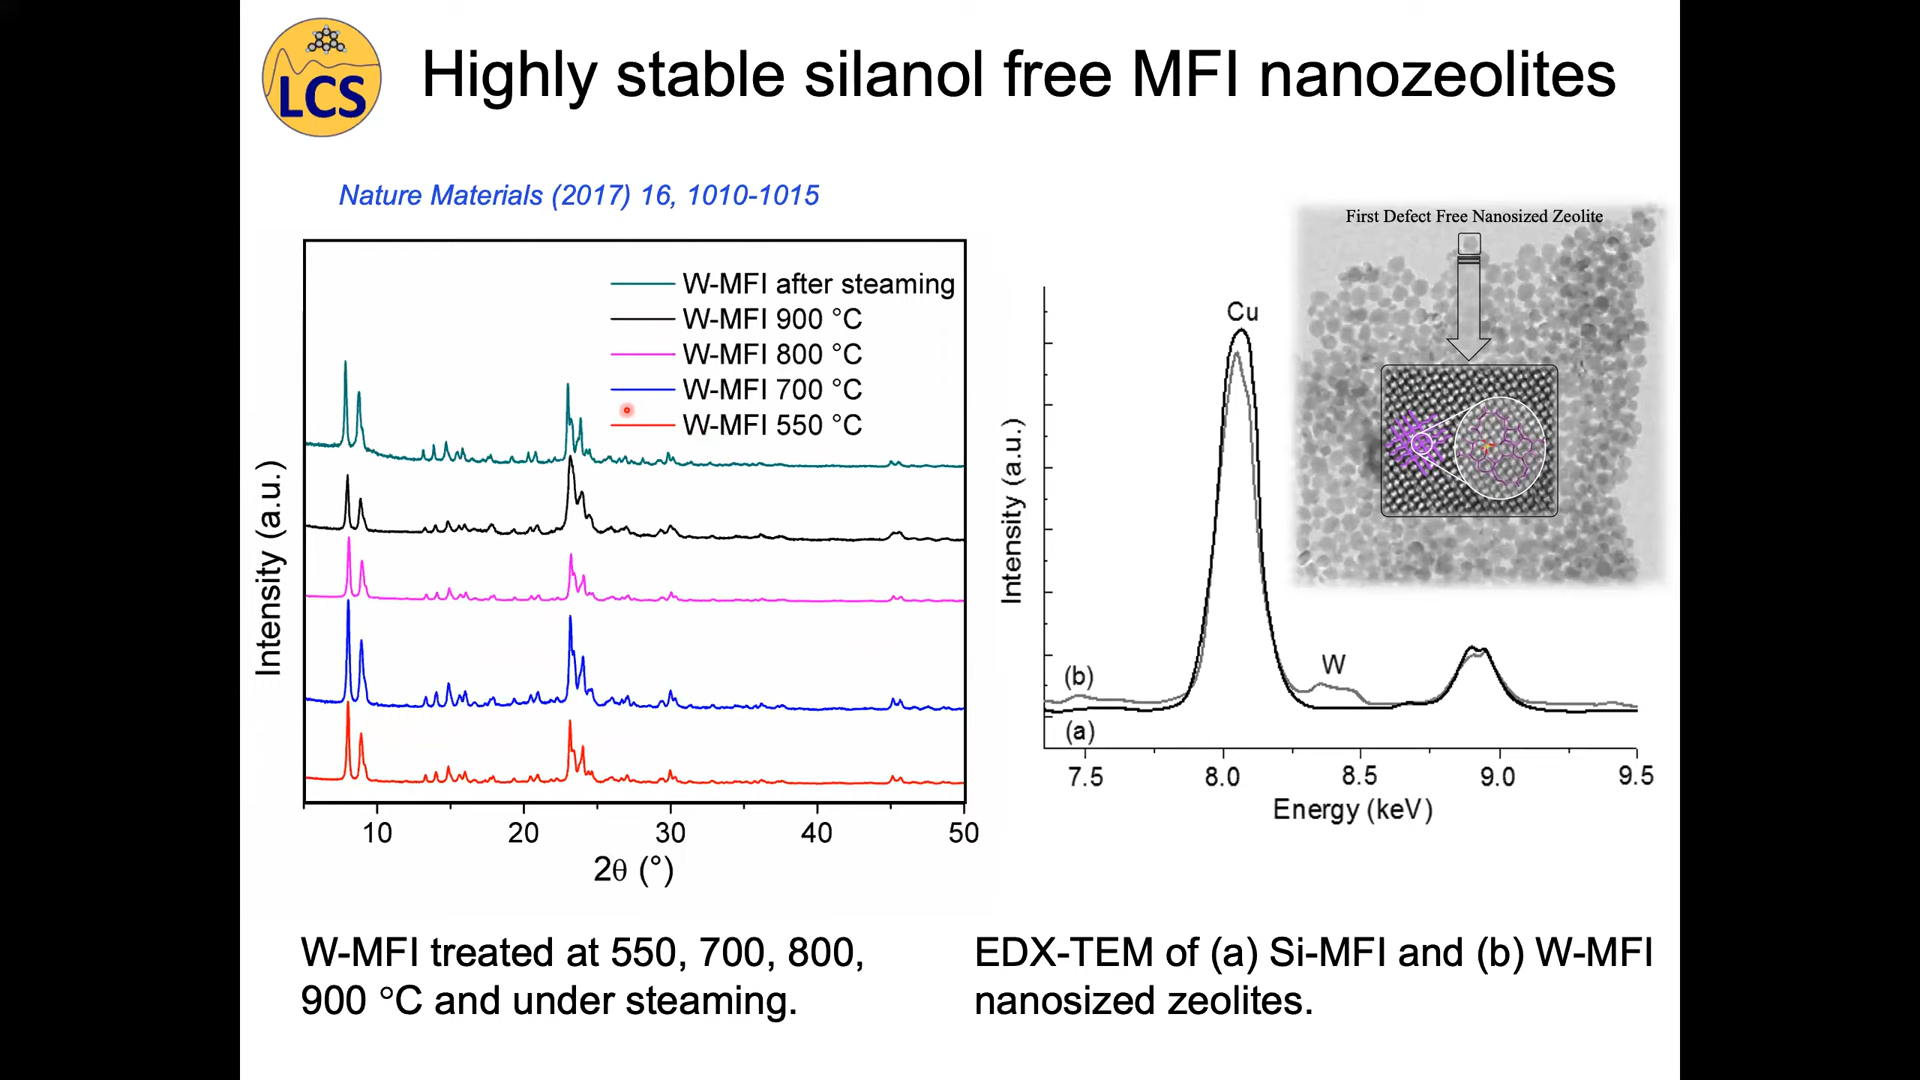 LCS
Highly stable silanol free MFI nanozeolites
Nature Materials (2017) 16, 1010-1015
W-MFI after steaming
W-MFI 900 °C
W-MFI 800 °C
W-MFI 700 °C
W-MFI 550 °C
Intensity (a.u.)
10 20 30 40 50
2θ (°)
First Defect Free Nanosized Zeolite
Cu
W
(b)
(a)
Intensity (a.u.)
7.5 8.0 8.5 9.0 9.5
Energy (keV)
W-MFI treated at 550, 700, 800,
900 °C and under steaming.
EDX-TEM of (a) Si-MFI and (b) W-MFI
nanosized zeolites.